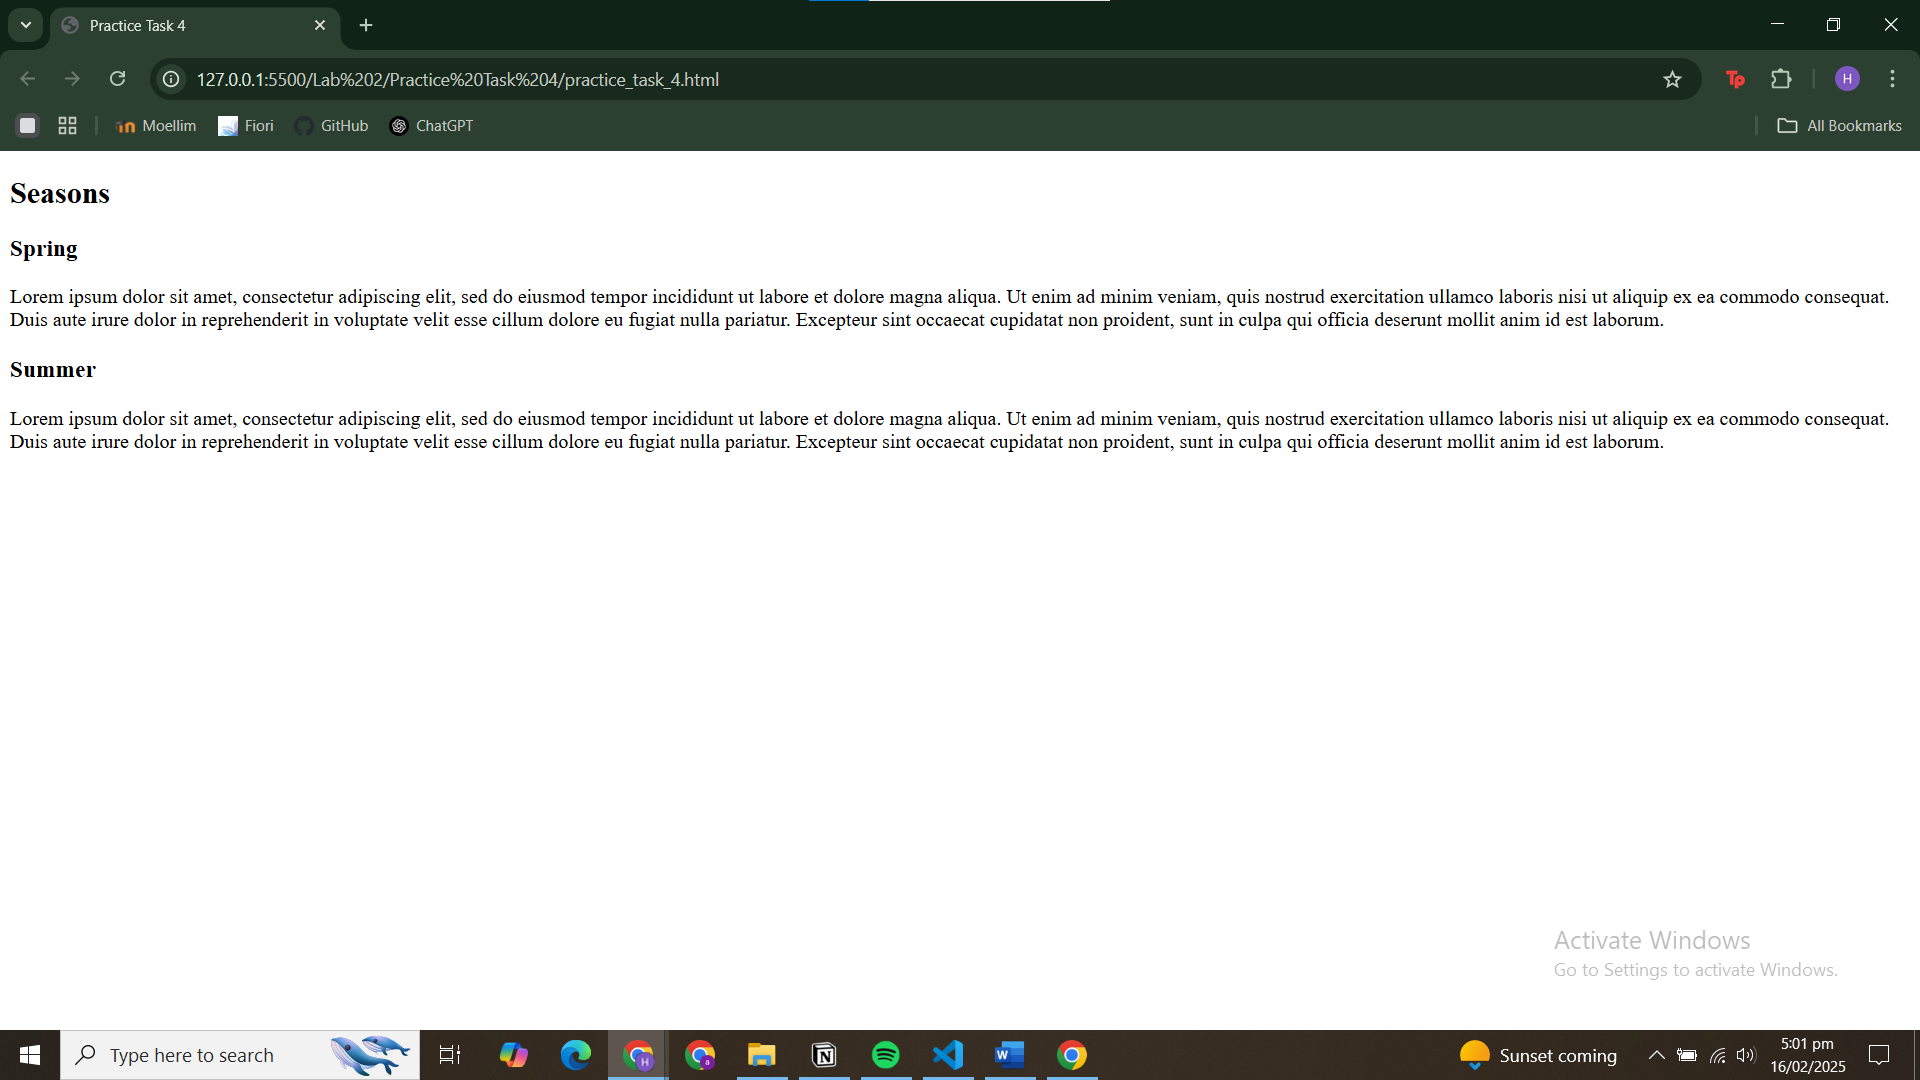 Practice Task 4
127.0.0.1:5500/Lab%202/Practice%20Task%204/practice_task_4.html
Tp
H
Moellim
Fiori
GitHub
ChatGPT
All Bookmarks
Seasons
Spring
Lorem ipsum dolor sit amet, consectetur adipiscing elit, sed do eiusmod tempor incididunt ut labore et dolore magna aliqua. Ut enim ad minim veniam, quis nostrud exercitation ullamco laboris nisi ut aliquip ex ea commodo consequat.
Duis aute irure dolor in reprehenderit in voluptate velit esse cillum dolore eu fugiat nulla pariatur. Excepteur sint occaecat cupidatat non proident, sunt in culpa qui officia deserunt mollit anim id est laborum.
Summer
Lorem ipsum dolor sit amet, consectetur adipiscing elit, sed do eiusmod tempor incididunt ut labore et dolore magna aliqua. Ut enim ad minim veniam, quis nostrud exercitation ullamco laboris nisi ut aliquip ex ea commodo consequat.
Duis aute irure dolor in reprehenderit in voluptate velit esse cillum dolore eu fugiat nulla pariatur. Excepteur sint occaecat cupidatat non proident, sunt in culpa qui officia deserunt mollit anim id est laborum.
Activate Windows
Go to Settings to activate Windows.
Type here to search
Sunset coming
5:01 pm
16/02/2025